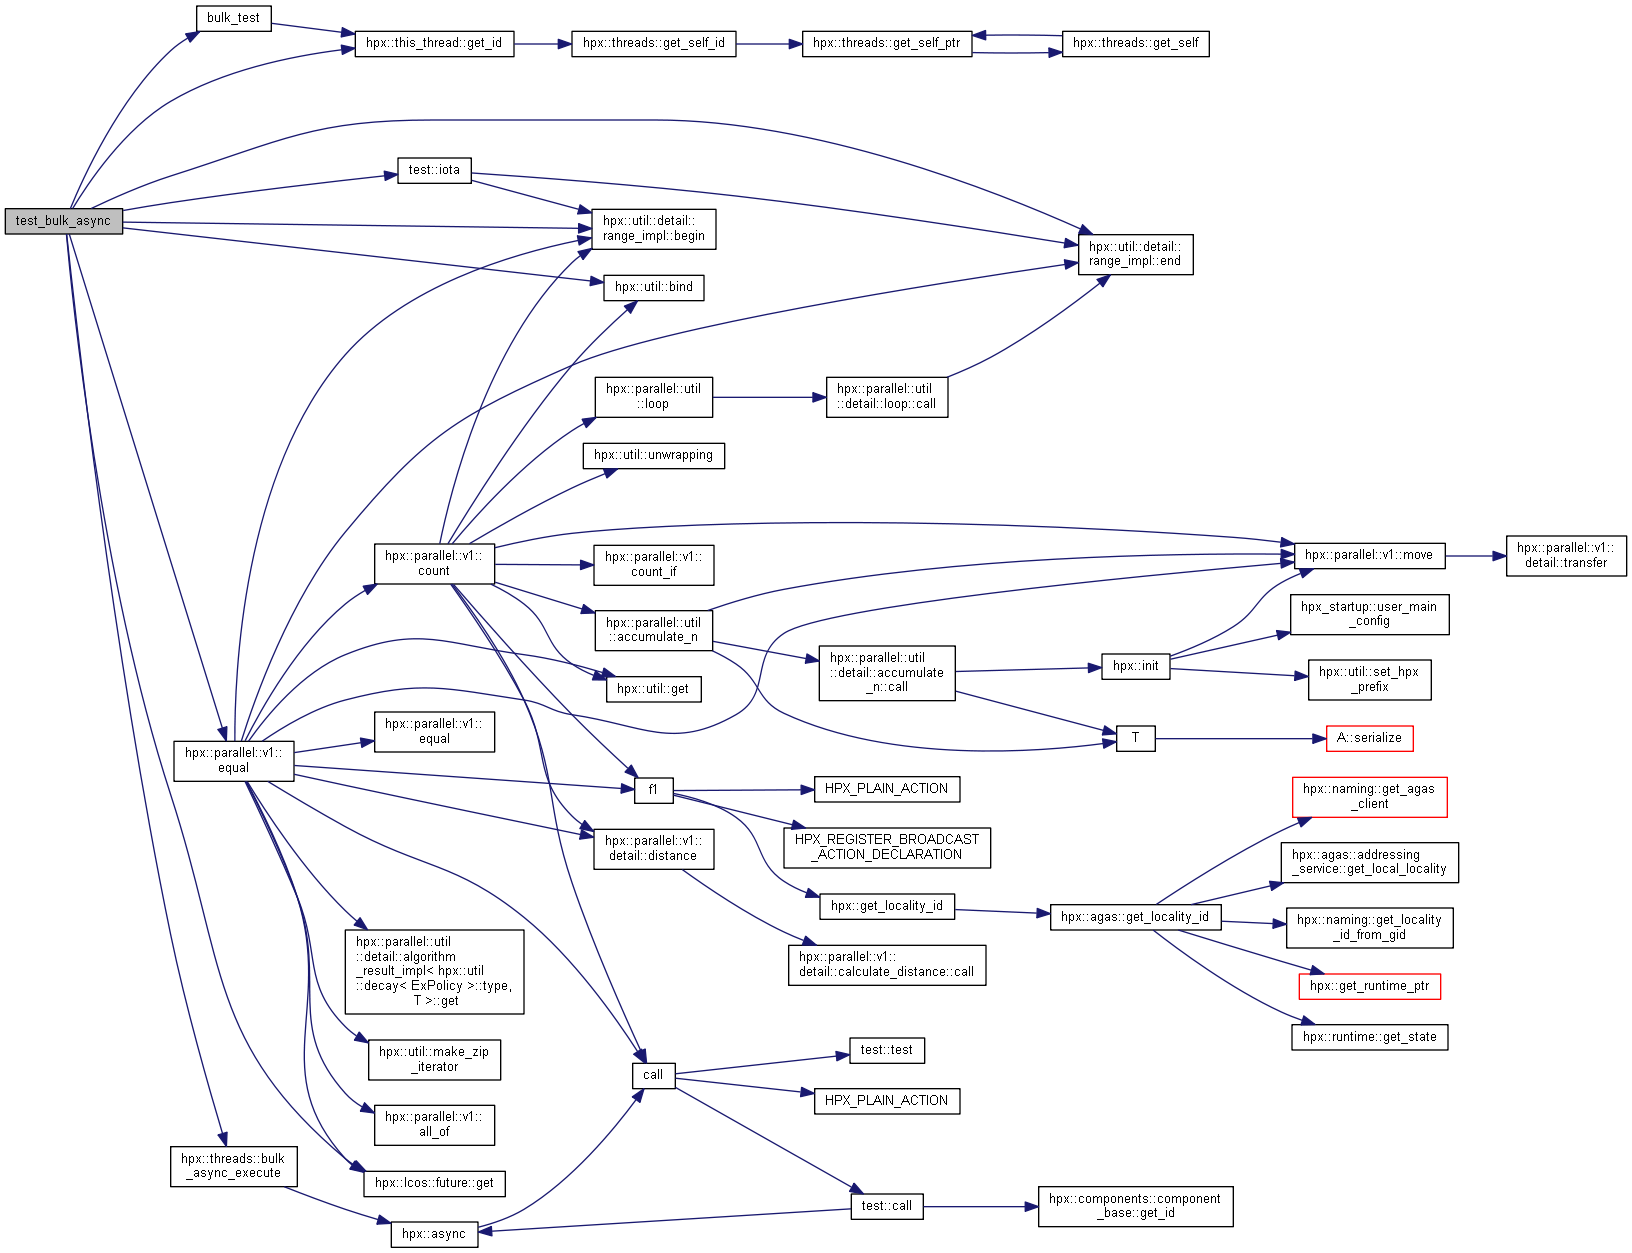 bulk_test
hpx::this_thread::get_id
hpx::threads::get_self_id
hpx::threads::get_self_ptr
hpx::threads::get_self
test::iota
test_bulk_async
hpx::util::detail::
range_impl::begin
hpx::util::detail::
range_impl::end
hpx::util::bind
hpx::parallel::util
::loop
hpx::parallel::util
::detail::loop::call
hpx::util::unwrapping
hpx::parallel::v1::
count
hpx::parallel::v1::
count_if
hpx::parallel::v1::move
hpx::parallel::v1::
detail::transfer
hpx::parallel::util
::accumulate_n
hpx_startup::user_main
_config
hpx::parallel::util
::detail::accumulate
_n::call
hpx::init
hpx::util::set_hpx
_prefix
hpx::util::get
hpx::parallel::v1::
equal
T
A::serialize
hpx::parallel::v1::
equal
f1
HPX_PLAIN_ACTION
hpx::naming::get_agas
_client
hpx::parallel::v1::
detail::distance
HPX_REGISTER_BROADCAST
_ACTION_DECLARATION
hpx::agas::addressing
_service::get_local_locality
hpx::get_locality_id
hpx::agas::get_locality_id
hpx::naming::get_locality
_id_from_gid
hpx::parallel::util
::detail::algorithm
_result_impl< hpx::util
::decay< ExPolicy >::type,
T >::get
hpx::parallel::v1::
detail::calculate_distance::call
hpx::get_runtime_ptr
hpx::runtime::get_state
hpx::util::make_zip
_iterator
call
test::test
HPX_PLAIN_ACTION
hpx::parallel::v1::
all_of
hpx::threads::bulk
_async_execute
hpx::lcos::future::get
test::call
hpx::components::component
_base::get_id
hpx::async